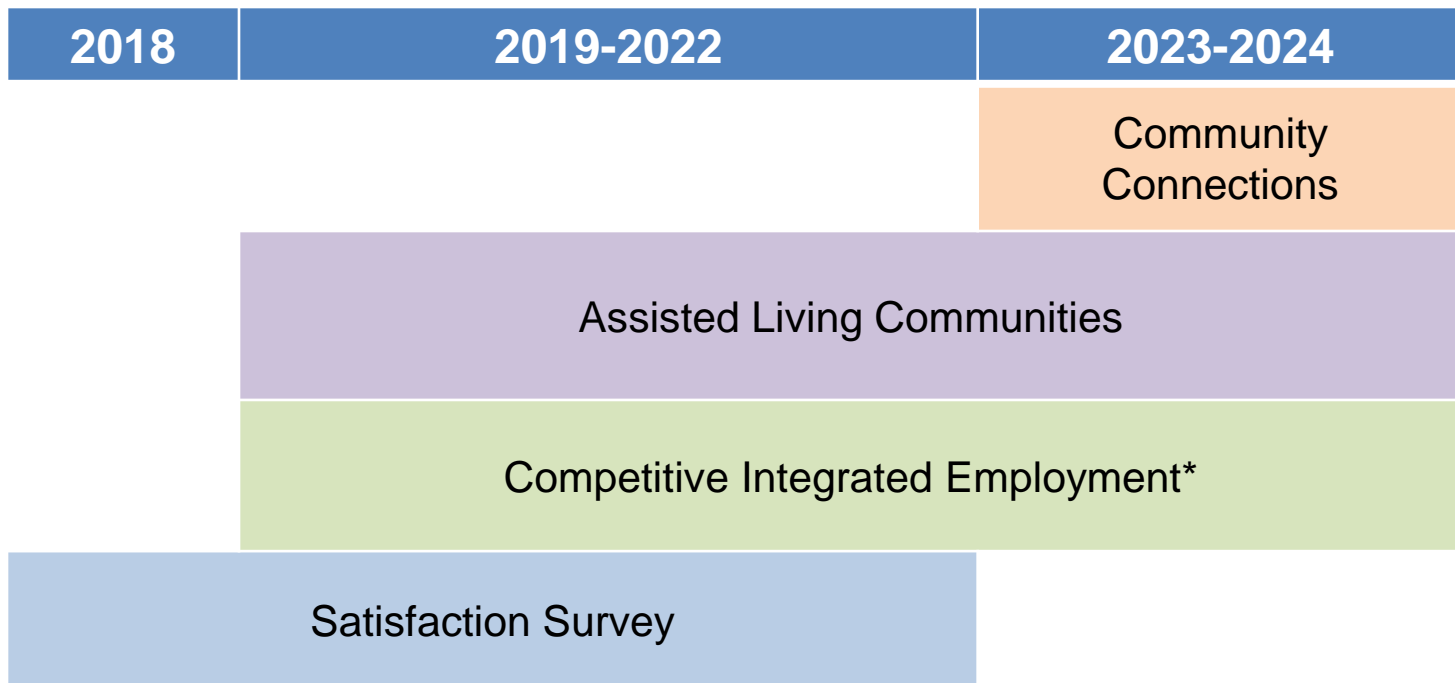 2018 2019-2022 2023-2024
Community
Connections
Assisted Living Communities
Competitive Integrated Employment*
Satisfaction Survey